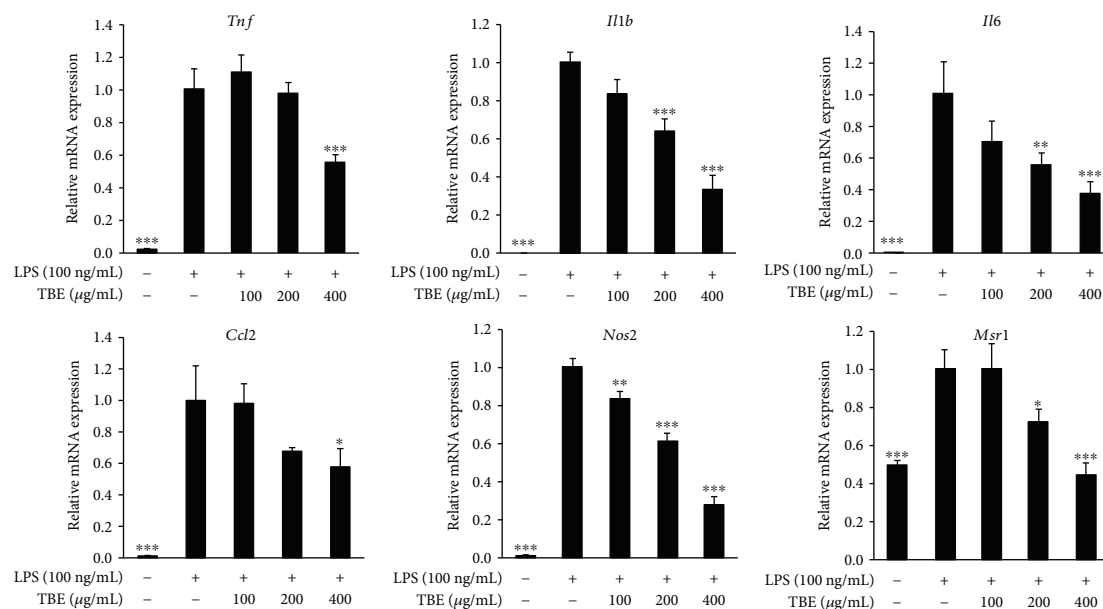 Tnf
Relative mRNA expression
1.4
1.2
1.0
0.8
0.6
0.4
0.2
0.0
***
***
LPS (100 ng/mL) − + + + +
TBE (μg/mL) − − 100 200 400
Il1b
Relative mRNA expression
1.2
1.0
0.8
0.6
0.4
0.2
0.0
***
***
***
LPS (100 ng/mL) − + + + +
TBE (μg/mL) − − 100 200 400
Il6
Relative mRNA expression
1.4
1.2
1.0
0.8
0.6
0.4
0.2
0.0
***
**
***
LPS (100 ng/mL) − + + + +
TBE (μg/mL) − − 100 200 400
Ccl2
Relative mRNA expression
1.4
1.2
1.0
0.8
0.6
0.4
0.2
0.0
***
*
LPS (100 ng/mL) − + + + +
TBE (μg/mL) − − 100 200 400
Nos2
Relative mRNA expression
1.2
1.0
0.8
0.6
0.4
0.2
0.0
***
**
***
***
LPS (100 ng/mL) − + + + +
TBE (μg/mL) − − 100 200 400
Msr1
Relative mRNA expression
1.2
1.0
0.8
0.6
0.4
0.2
0.0
***
*
***
LPS (100 ng/mL) − + + + +
TBE (μg/mL) − − 100 200 400